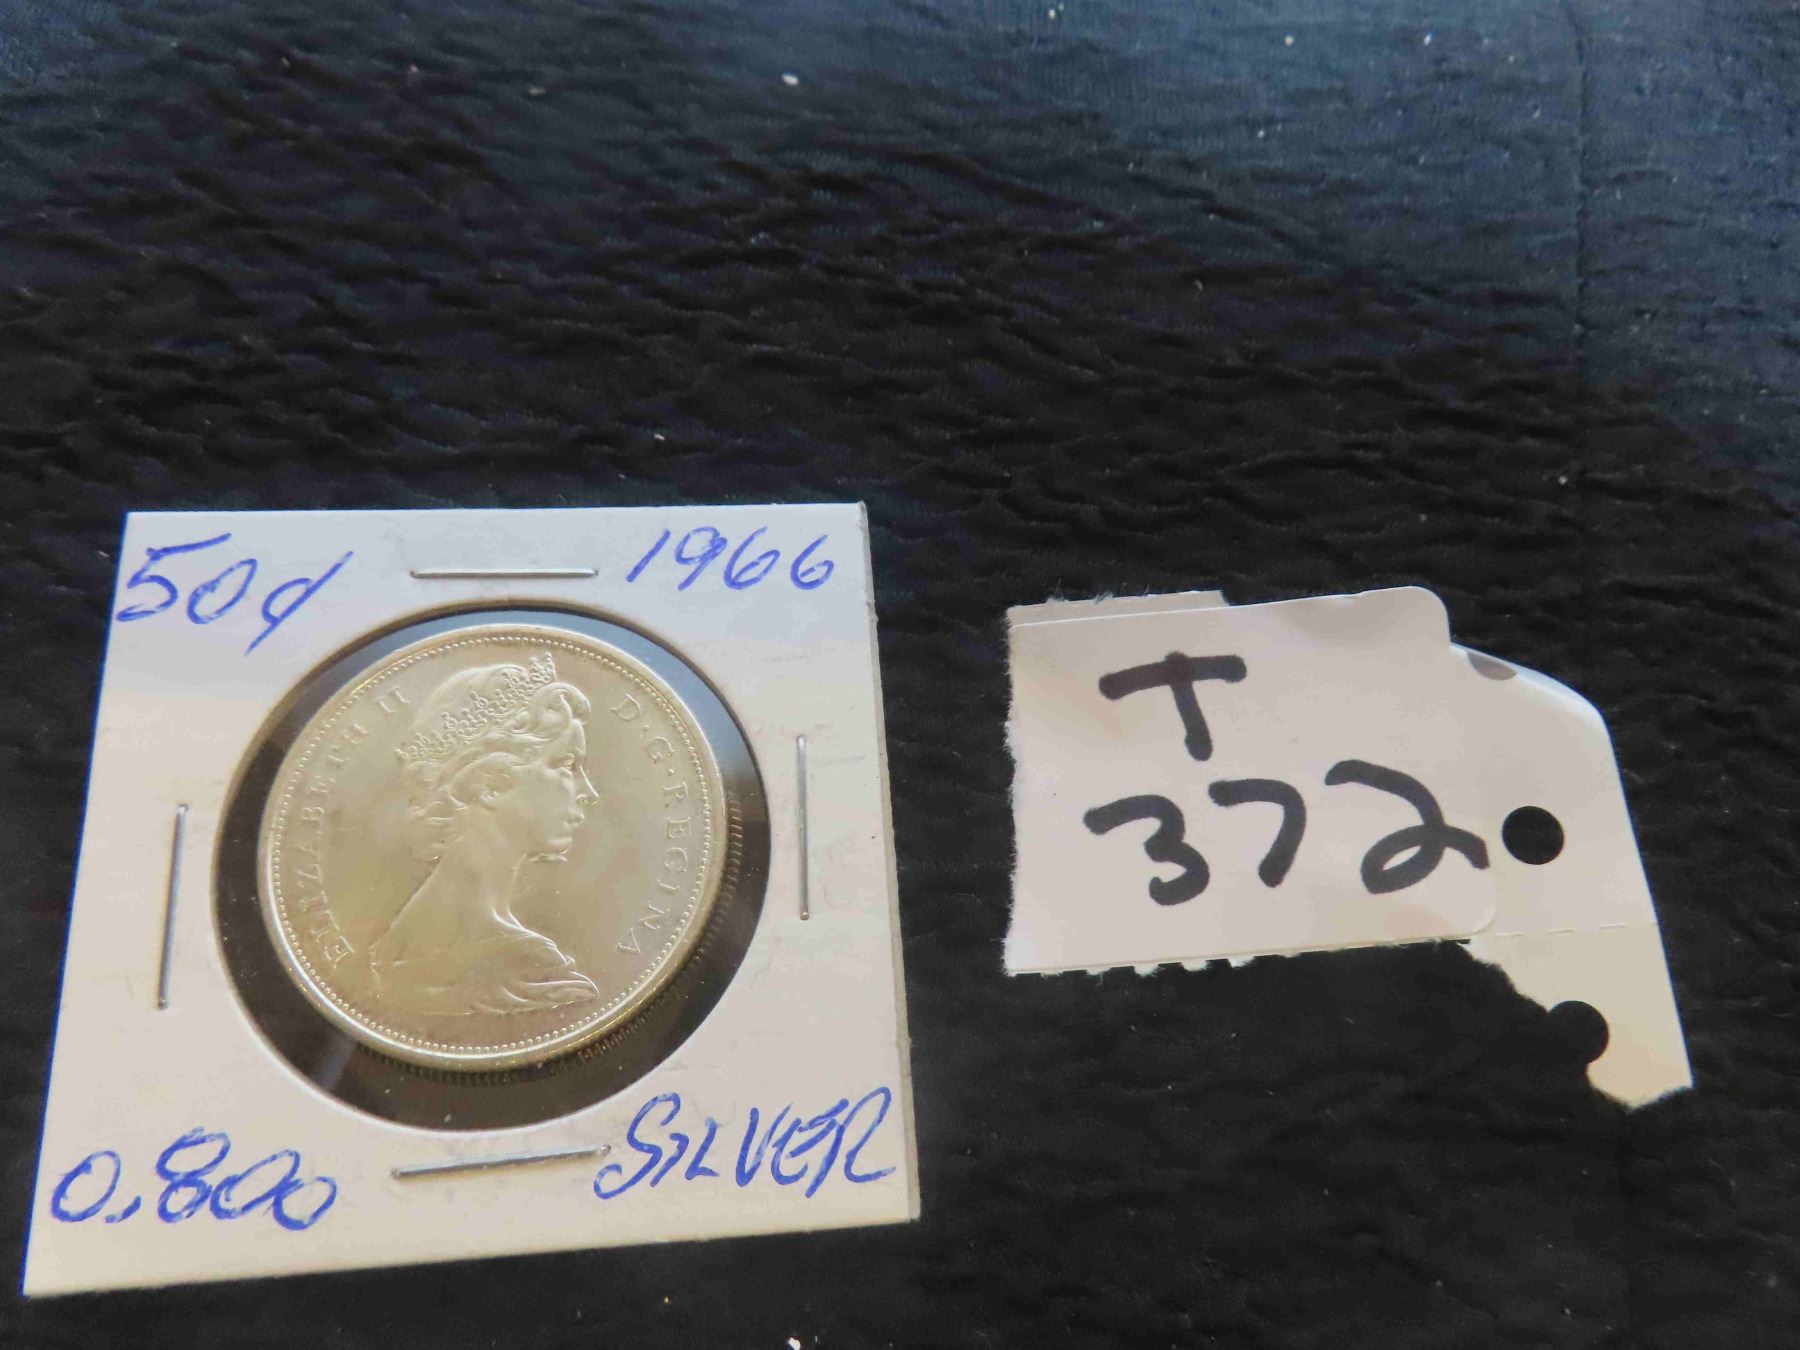 50¢ 1966
ELIZABETH II D·G·REGINA
0.800 SILVER
T
372